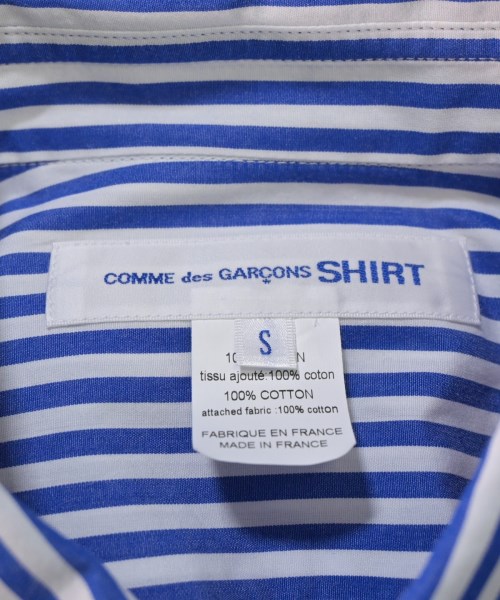 COMME des GARÇONS SHIRT
S
tissu ajouté:100% coton
100% COTTON
attached fabric :100% cotton
FABRIQUE EN FRANCE
MADE IN FRANCE